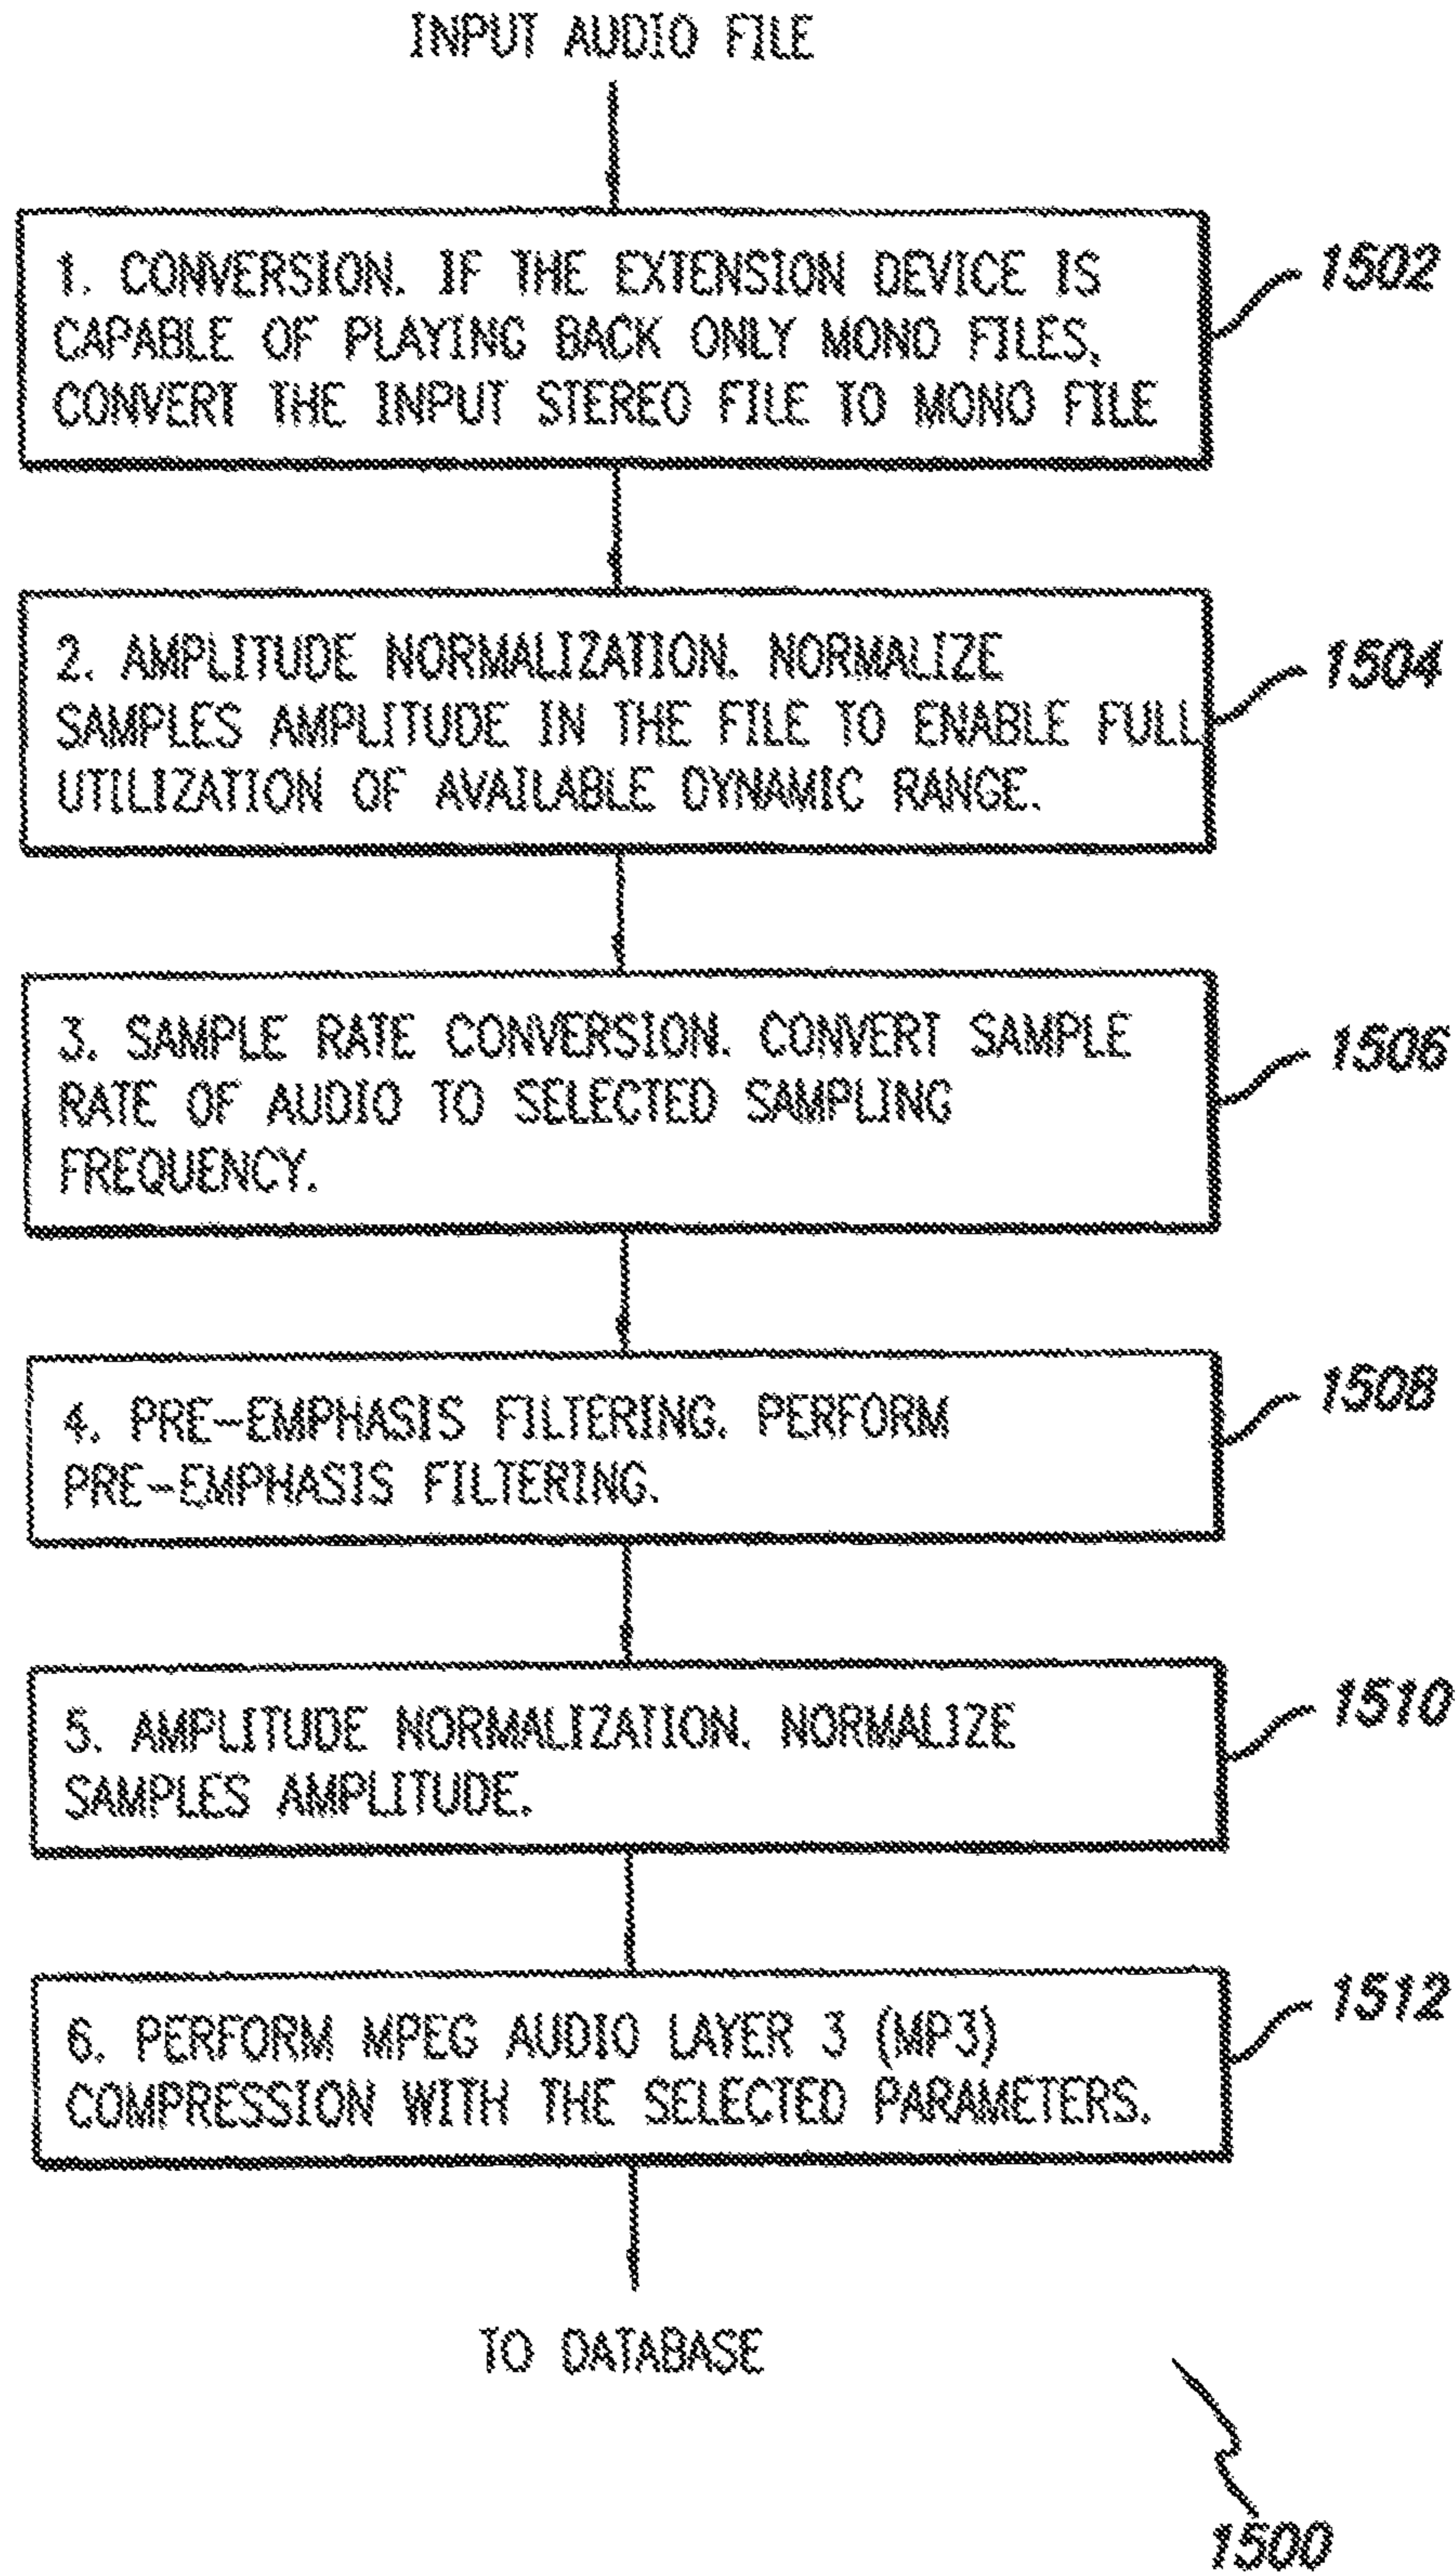 INPUT AUDIO FILE
1. CONVERSION. IF THE EXTENSION DEVICE IS
CAPABLE OF PLAYING BACK ONLY MONO FILES,
CONVERT THE INPUT STEREO FILE TO MONO FILE
1502
2. AMPLITUDE NORMALIZATION. NORMALIZE
SAMPLES AMPLITUDE IN THE FILE TO ENABLE FULL
UTILIZATION OF AVAILABLE DYNAMIC RANGE.
1504
3. SAMPLE RATE CONVERSION. CONVERT SAMPLE
RATE OF AUDIO TO SELECTED SAMPLING
FREQUENCY.
1506
4. PRE-EMPHASIS FILTERING. PERFORM
PRE-EMPHASIS FILTERING.
1508
5. AMPLITUDE NORMALIZATION. NORMALIZE
SAMPLES AMPLITUDE.
1510
6. PERFORM MPEG AUDIO LAYER 3 (MP3)
COMPRESSION WITH THE SELECTED PARAMETERS.
1512
TO DATABASE
1500